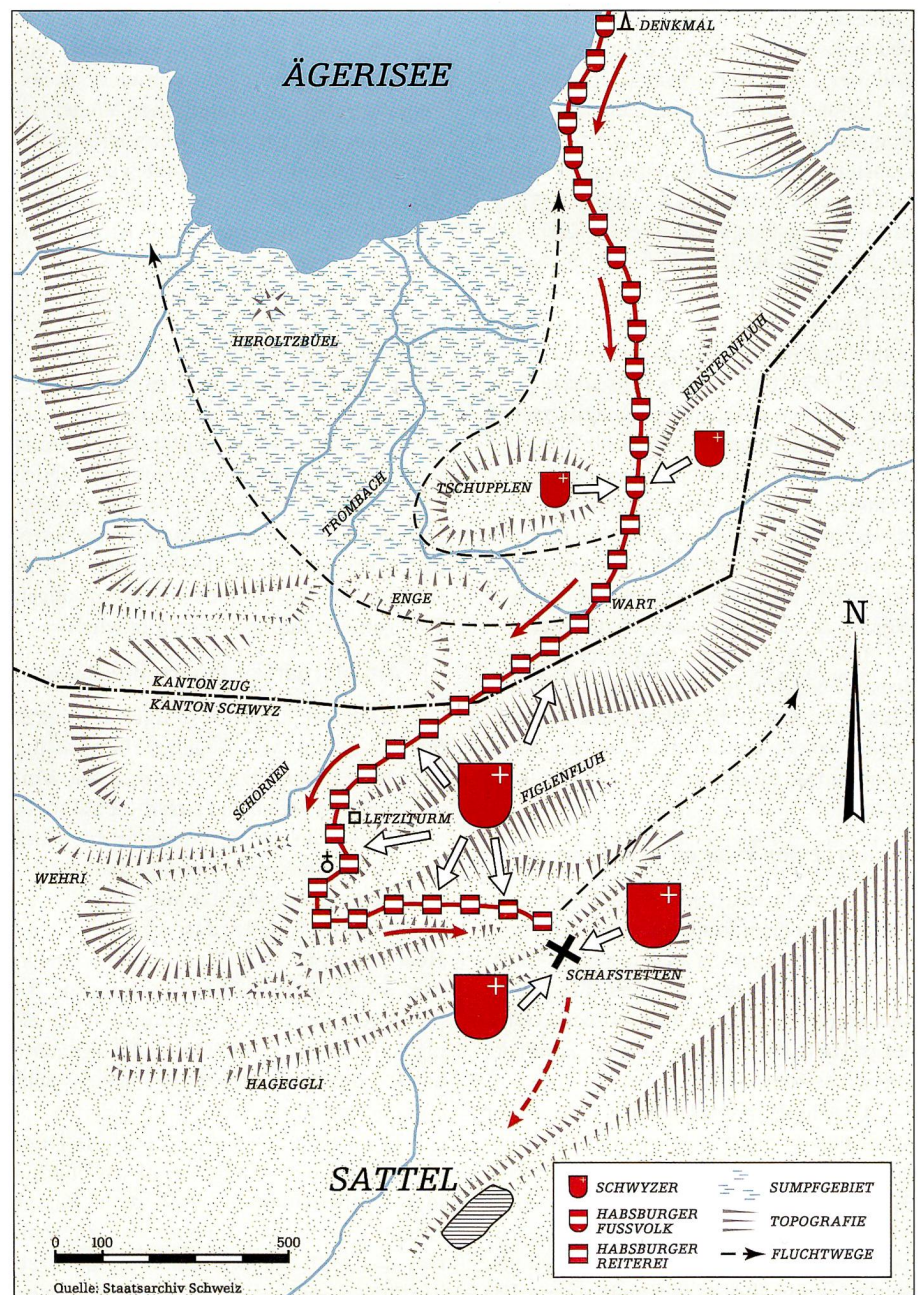 DENKMAL
ÄGERISEE
HEROLTZBÜEL
FINSTERNFLUH
TSCHUPPLEN
TROMBACH
ENGE
WART
N
KANTON ZUG
KANTON SCHWYZ
SCHORNEN
FIGLENFLUH
LETZITURM
WEHRI
SCHAFSTETTEN
HAGEGGLI
SATTEL
SCHWYZER
HABSBURGER
FUSSVOLK
HABSBURGER
REITEREI
SUMPFGEBIET
TOPOGRAFIE
FLUCHTWEGE
0 100 500
Quelle: Staatsarchiv Schweiz